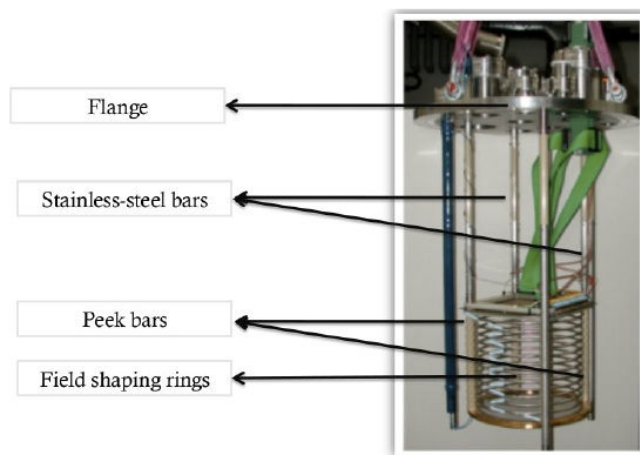 Flange
Stainless-steel bars
Peek bars
Field shaping rings